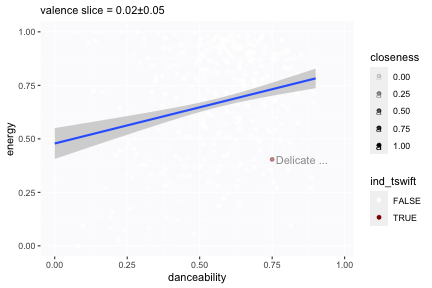 valence slice = 0.02±0.05
1.00
0.75
0.50
0.25
0.00
energy
Delicate ...
0.00 0.25 0.50 0.75 1.00
danceability
closeness
0.00
0.25
0.50
0.75
1.00
ind_tswift
FALSE
TRUE